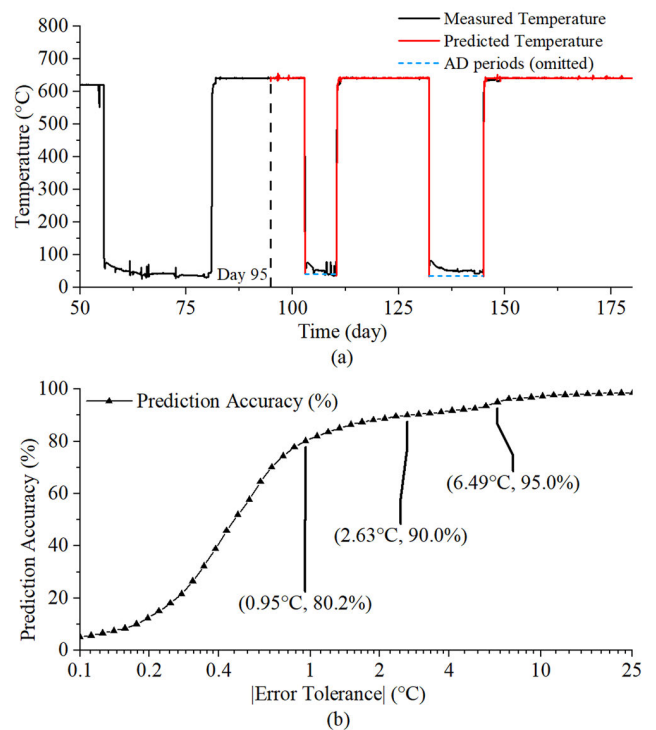 800
700
600
500
400
300
200
100
0
Temperature (°C)
Measured Temperature
Predicted Temperature
AD periods (omitted)
Day 95
50
75
100
125
150
175
Time (day)
(a)
100
80
60
40
20
0
Prediction Accuracy (%)
Prediction Accuracy (%)
(6.49°C, 95.0%)
(2.63°C, 90.0%)
(0.95°C, 80.2%)
0.1
0.2
0.4
1
2
4
10
25
|Error Tolerance| (°C)
(b)